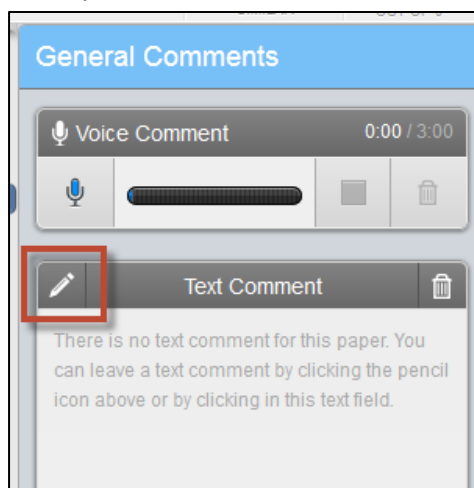 General Comments
Voice Comment 0:00 / 3:00
Text Comment
There is no text comment for this paper. You
can leave a text comment by clicking the pencil
icon above or by clicking in this text field.